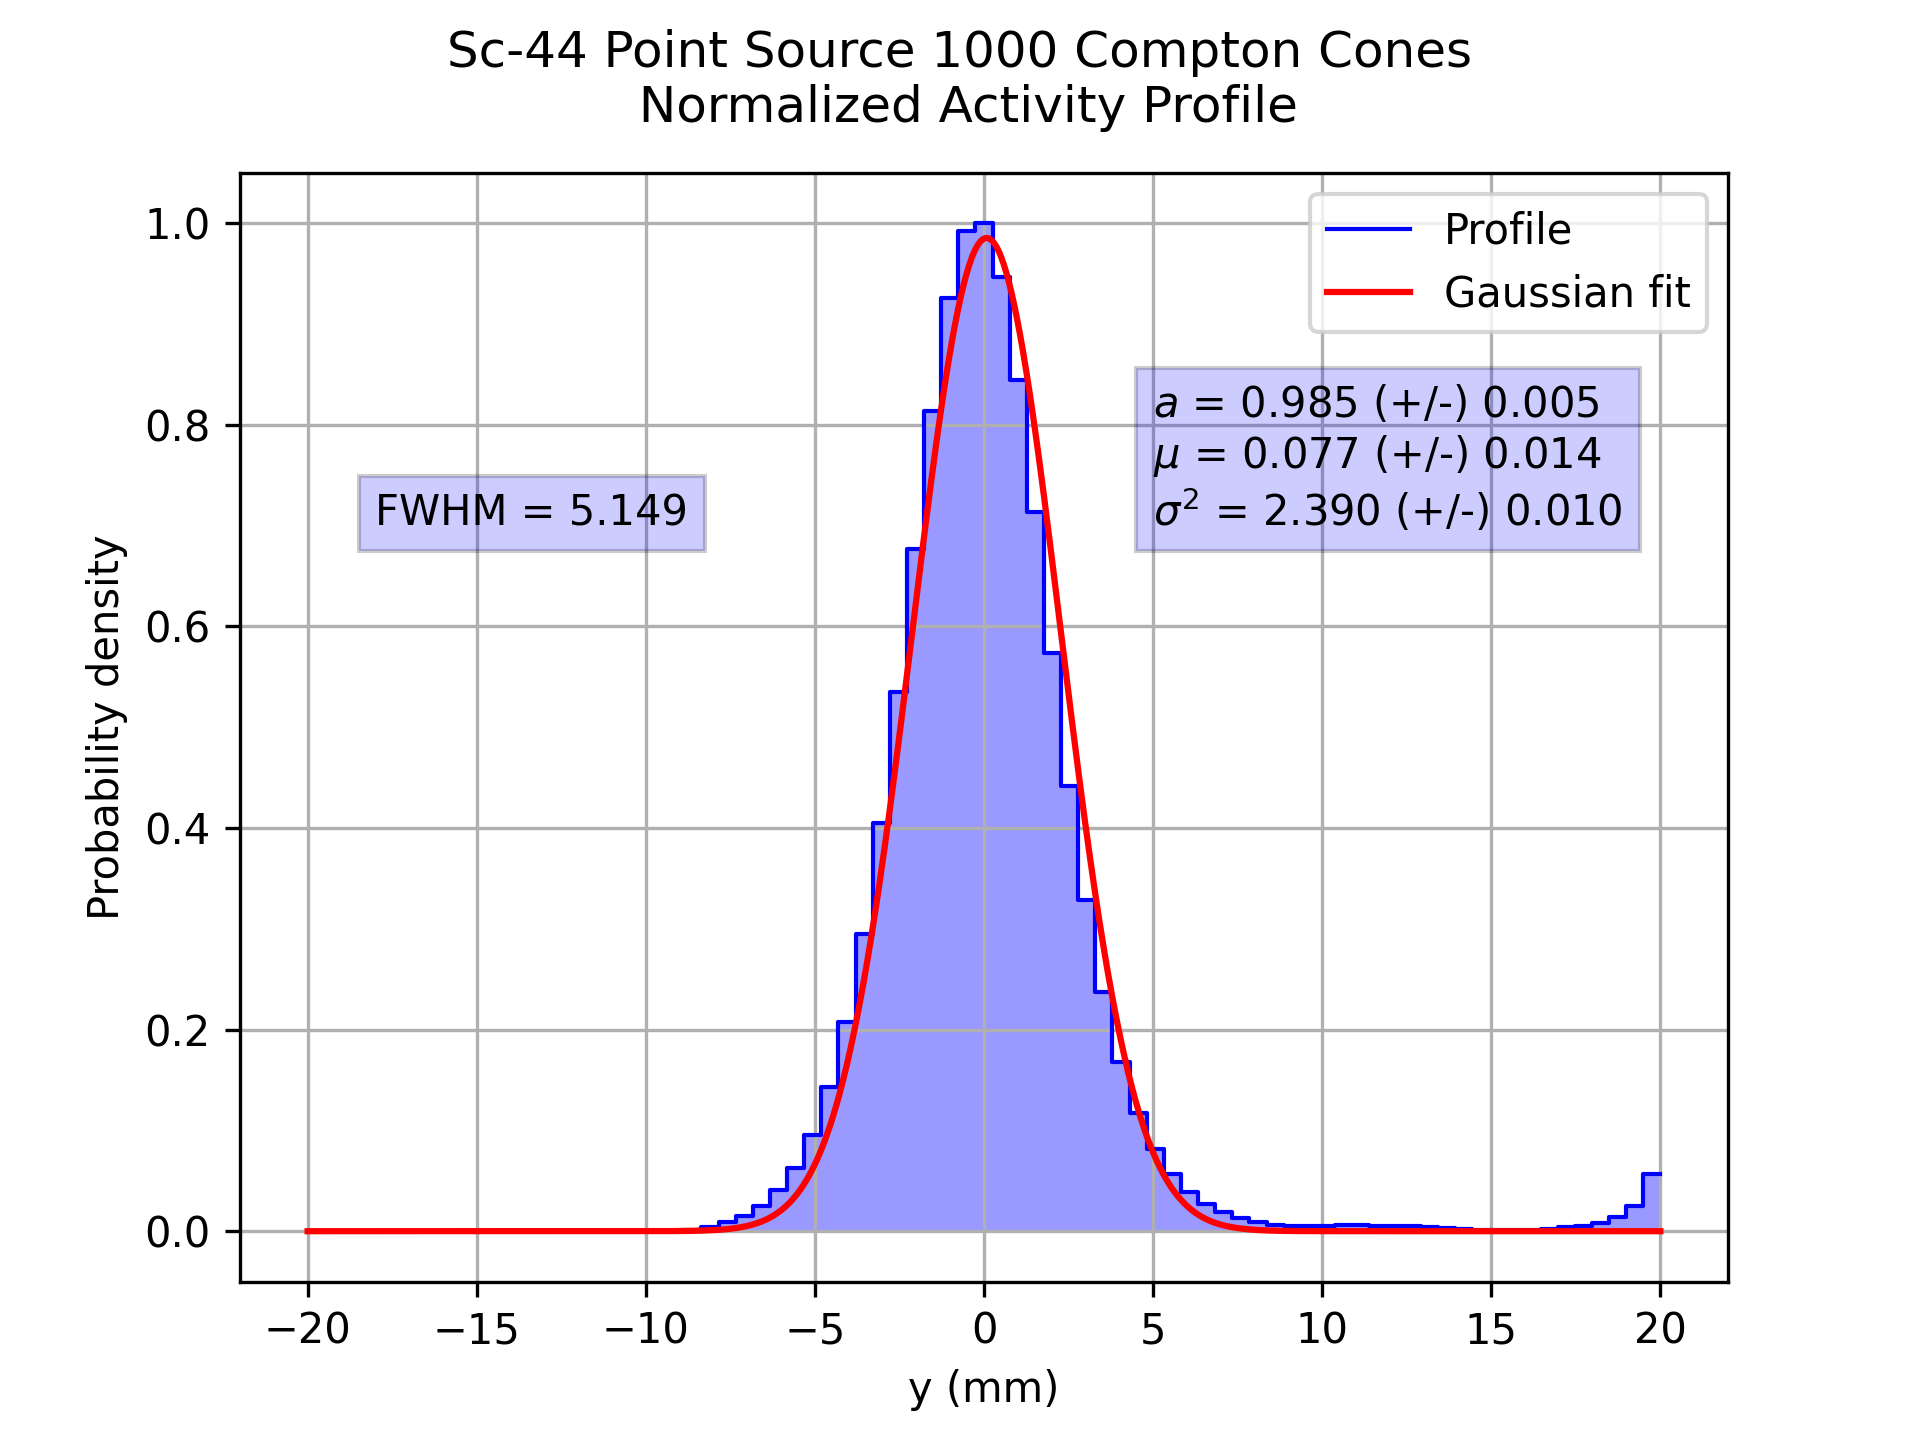 Sc-44 Point Source 1000 Compton Cones
Normalized Activity Profile
Profile
Gaussian fit
a = 0.985 (+/-) 0.005
μ = 0.077 (+/-) 0.014
σ² = 2.390 (+/-) 0.010
FWHM = 5.149
Probability density
1.0
0.8
0.6
0.4
0.2
0.0
−20 −15 −10 −5 0 5 10 15 20
y (mm)